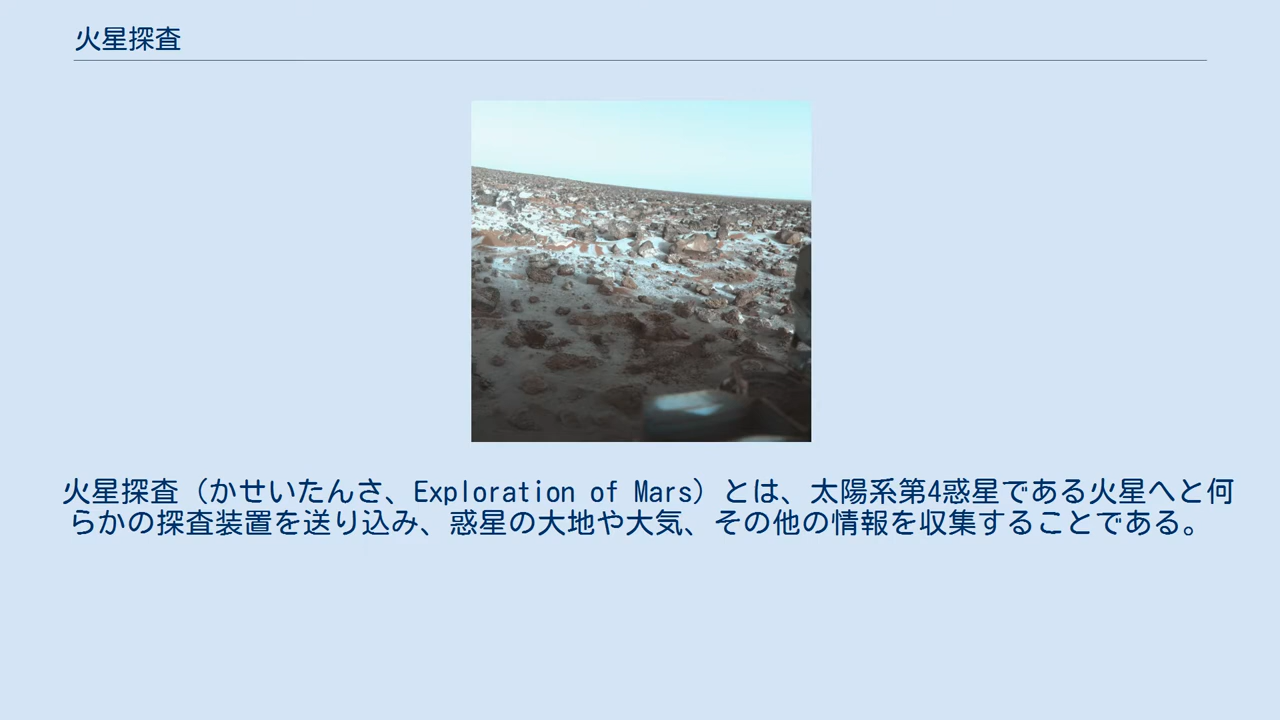 火星探査
火星探査（かせいたんさ、Exploration of Mars）とは、太陽系第4惑星である火星へと何
らかの探査装置を送り込み、惑星の大地や大気、その他の情報を収集することである。